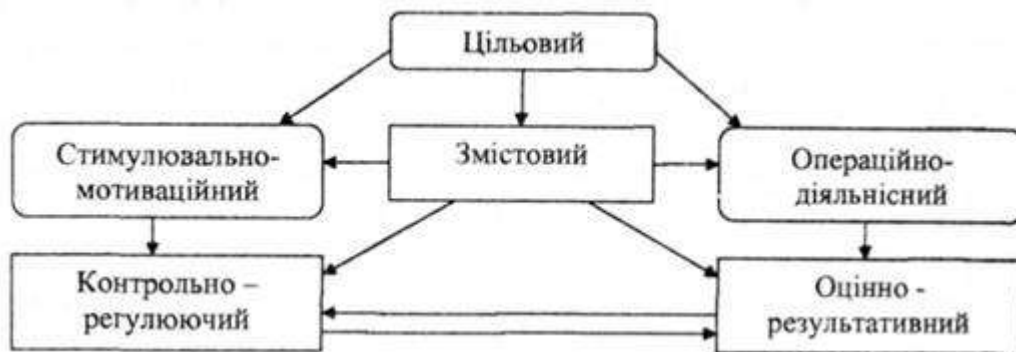 Цільовий
Стимулювально-
мотиваційний
Змістовий
Операційно-
діяльнісний
Контрольно –
регулюючий
Оцінно -
результативний